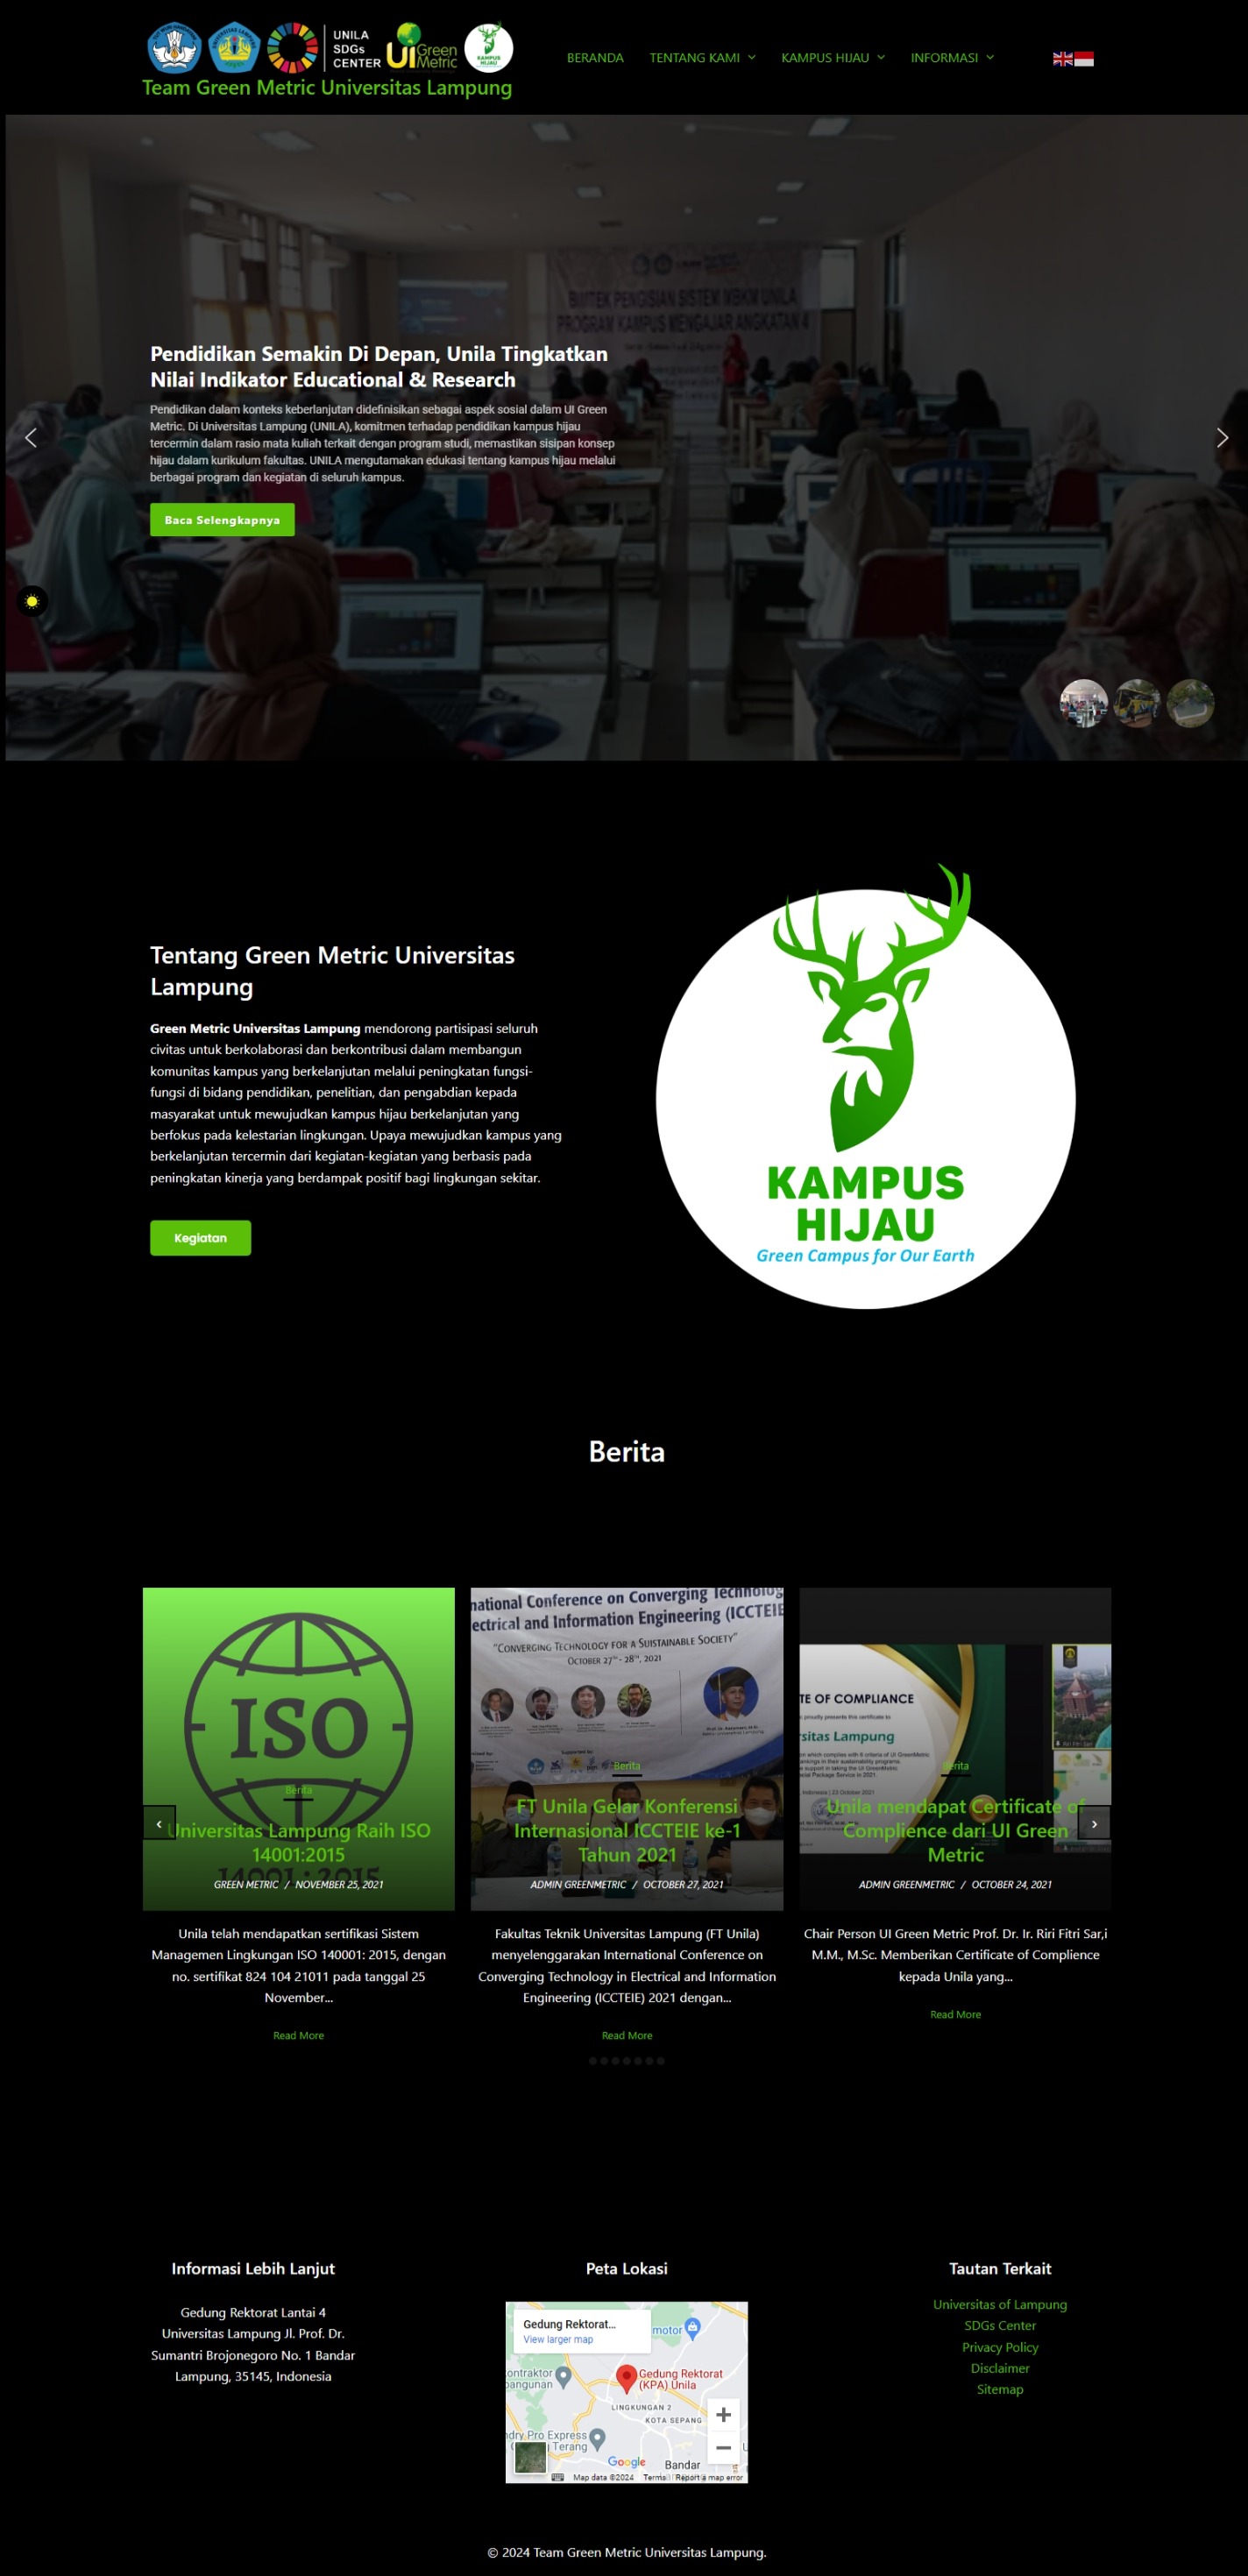 UNILA
SDGs
CENTER
UI Green
Metric
KAMPUS
HIJAU
Team Green Metric Universitas Lampung
BERANDA
TENTANG KAMI
KAMPUS HIJAU
INFORMASI
BIMTEK PENGISIAN SISTEM MBKM UNILA
PROGRAM KAMPUS MENGAJAR ANGKATAN 4
Pendidikan Semakin Di Depan, Unila Tingkatkan
Nilai Indikator Educational & Research
Pendidikan dalam konteks keberlanjutan didefinisikan sebagai aspek sosial dalam UI Green
Metric. Di Universitas Lampung (UNILA), komitmen terhadap pendidikan kampus hijau
tercermin dalam rasio mata kuliah terkait dengan program studi, memastikan sisipan konsep
hijau dalam kurikulum fakultas. UNILA mengutamakan edukasi tentang kampus hijau melalui
berbagai program dan kegiatan di seluruh kampus.
Baca Selengkapnya
Tentang Green Metric Universitas
Lampung
Green Metric Universitas Lampung mendorong partisipasi seluruh
civitas untuk berkolaborasi dan berkontribusi dalam membangun
komunitas kampus yang berkelanjutan melalui peningkatan fungsi-
fungsi di bidang pendidikan, penelitian, dan pengabdian kepada
masyarakat untuk mewujudkan kampus hijau berkelanjutan yang
berfokus pada kelestarian lingkungan. Upaya mewujudkan kampus yang
berkelanjutan tercermin dari kegiatan-kegiatan yang berbasis pada
peningkatan kinerja yang berdampak positif bagi lingkungan sekitar.
Kegiatan
KAMPUS
HIJAU
Green Campus for Our Earth
Berita
ISO
14001:2015
Berita
Universitas Lampung Raih ISO
14001:2015
GREEN METRIC / NOVEMBER 25, 2021
Unila telah mendapatkan sertifikasi Sistem
Managemen Lingkungan ISO 140001: 2015, dengan
no. sertifikat 824 104 21011 pada tanggal 25
November...
Read More
national Conference on Converging Technolog
ectrical and Information Engineering (ICCTEIE
"CONVERGING TECHNOLOGY FOR A SUISTAINABLE SOCIETY"
OCTOBER 27TH - 28TH, 2021
Berita
FT Unila Gelar Konferensi
Internasional ICCTEIE ke-1
Tahun 2021
ADMIN GREENMETRIC / OCTOBER 27, 2021
Fakultas Teknik Universitas Lampung (FT Unila)
menyelenggarakan International Conference on
Converging Technology in Electrical and Information
Engineering (ICCTEIE) 2021 dengan...
Read More
TE OF COMPLIANCE
proudly presents this certificate to
sitas Lampung
Berita
Unila mendapat Certificate of
Complience dari UI Green
Metric
ADMIN GREENMETRIC / OCTOBER 24, 2021
Chair Person UI Green Metric Prof. Dr. Ir. Riri Fitri Sar,i
M.M., M.Sc. Memberikan Certificate of Complience
kepada Unila yang...
Read More
Informasi Lebih Lanjut
Gedung Rektorat Lantai 4
Universitas Lampung Jl. Prof. Dr.
Sumantri Brojonegoro No. 1 Bandar
Lampung, 35145, Indonesia
Peta Lokasi
Gedung Rektorat...
View larger map
motor
ontraktor
bangunan
Gedung Rektorat
(KPA) Unila
LINGKUNGAN 2
KOTA SEPANG
ndry Pro Express
Terang
Google
Bandar
Map data ©2024
Terms
Report a map error
Tautan Terkait
Universitas of Lampung
SDGs Center
Privacy Policy
Disclaimer
Sitemap
© 2024 Team Green Metric Universitas Lampung.